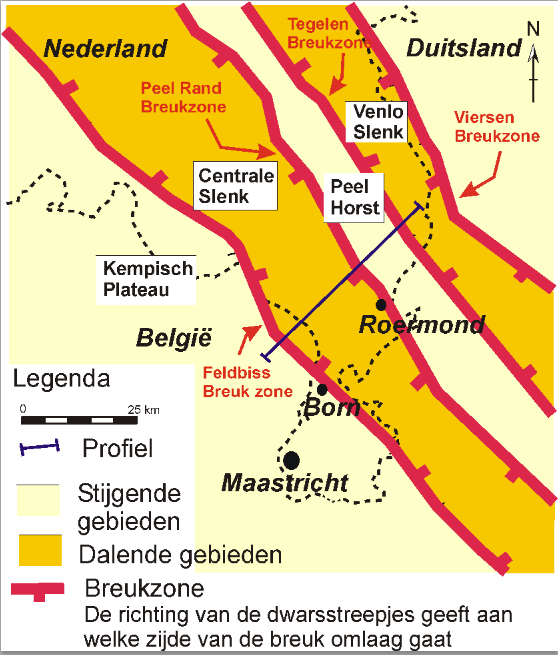 Nederland
Tegelen
Breukzone
Duitsland
N
Peel Rand
Breukzone
Venlo
Slenk
Viersen
Breukzone
Centrale
Slenk
Peel
Horst
Kempisch
Plateau
Roermond
België
Feldbiss
Breuk zone
Legenda
0 25 km
Born
Profiel
Maastricht
Stijgende
gebieden
Dalende gebieden
Breukzone
De richting van de dwarsstreepjes geeft aan
welke zijde van de breuk omlaag gaat